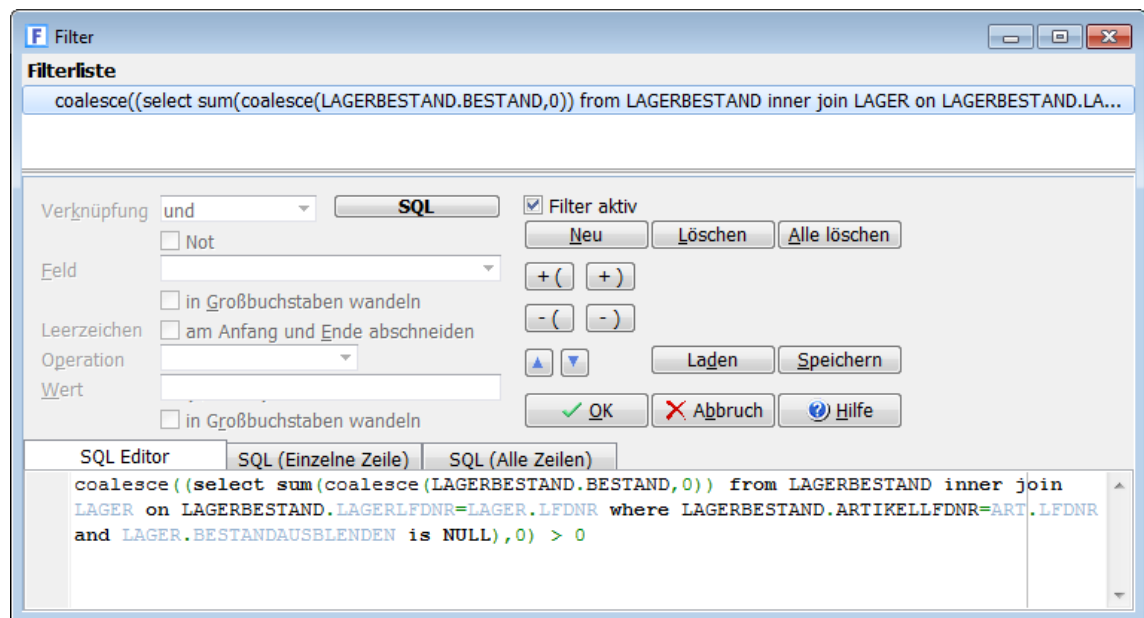 F Filter
Filterliste
coalesce((select sum(coalesce(LAGERBESTAND.BESTAND,0)) from LAGERBESTAND inner join LAGER on LAGERBESTAND.LA...
Verknüpfung und SQL Filter aktiv
Not Neu Löschen Alle löschen
Feld + ( + )
in Großbuchstaben wandeln
Leerzeichen am Anfang und Ende abschneiden - ( - )
Operation Laden Speichern
Wert
in Großbuchstaben wandeln OK Abbruch Hilfe
SQL Editor SQL (Einzelne Zeile) SQL (Alle Zeilen)
coalesce((select sum(coalesce(LAGERBESTAND.BESTAND,0)) from LAGERBESTAND inner join
LAGER on LAGERBESTAND.LAGERLFDNR=LAGER.LFDNR where LAGERBESTAND.ARTIKELLFDNR=ART.LFDNR
and LAGER.BESTANDAUSBLENDEN is NULL),0) > 0